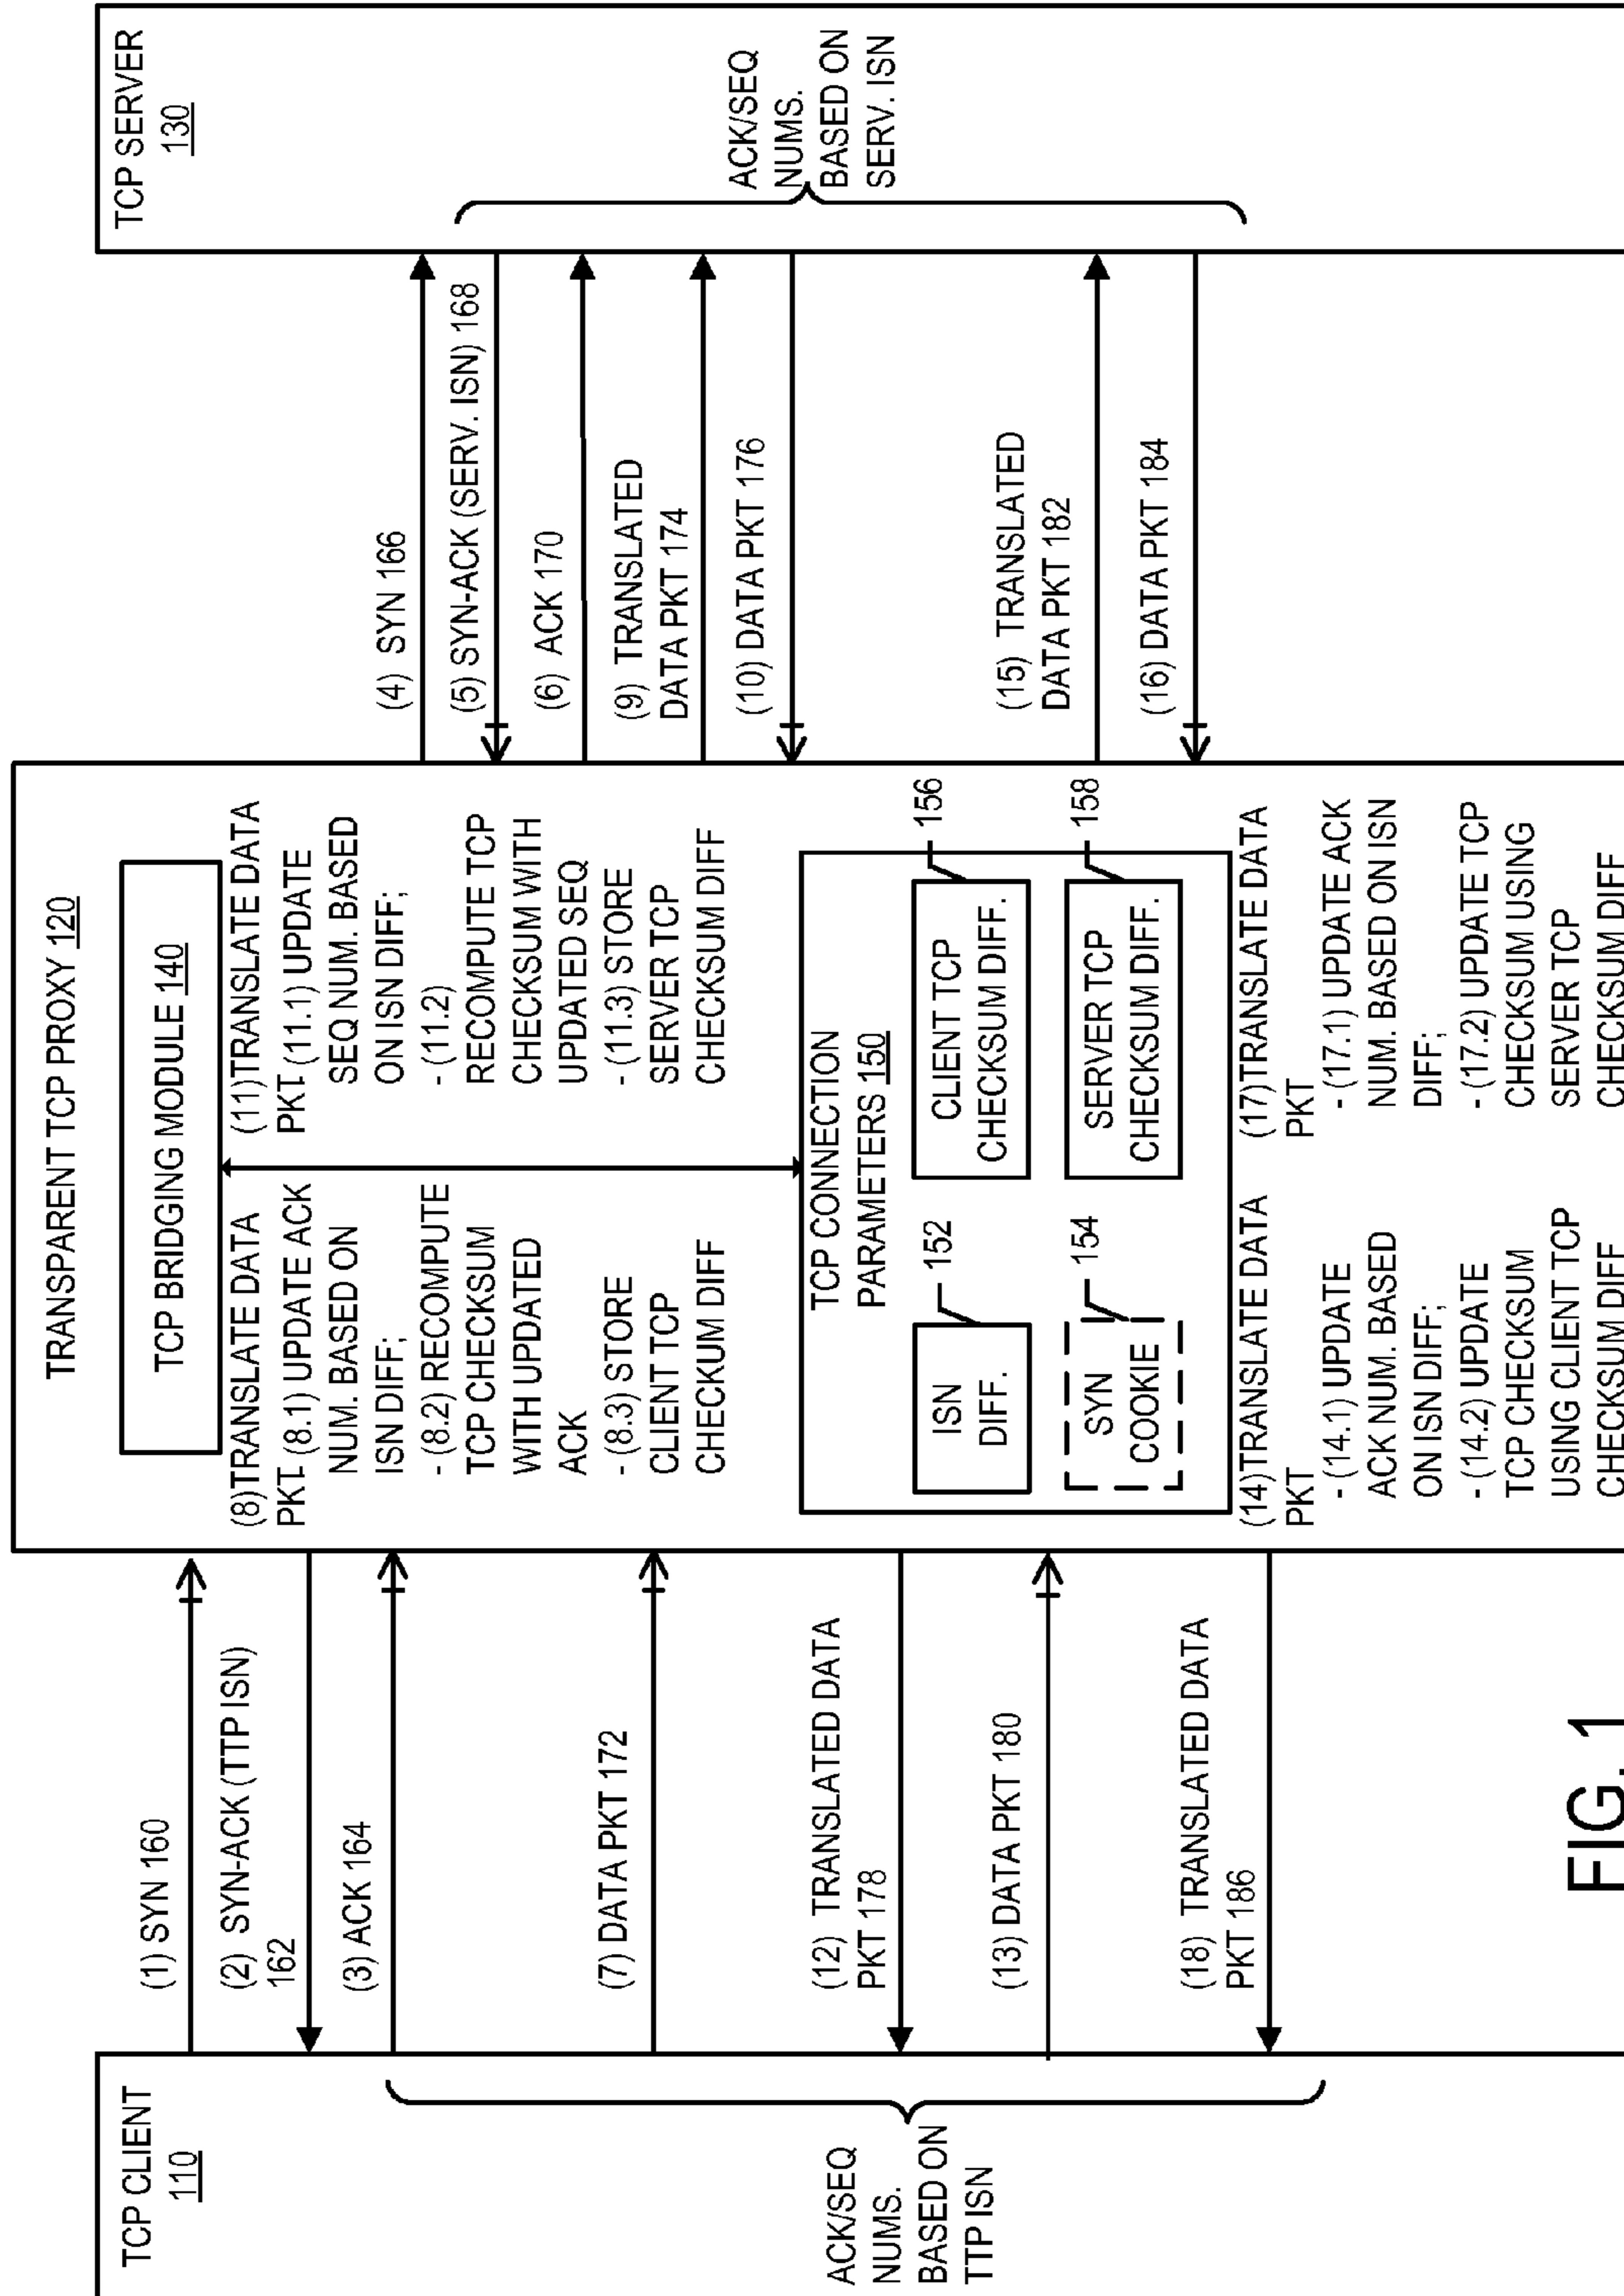 TCP CLIENT
110
ACK/SEQ
NUMS.
BASED ON
TTP ISN
(1) SYN 160
(2) SYN-ACK (TTP ISN)
162
(3) ACK 164
(7) DATA PKT 172
(12) TRANSLATED DATA
PKT 178
(13) DATA PKT 180
(18) TRANSLATED DATA
PKT 186
TRANSPARENT TCP PROXY 120
TCP BRIDGING MODULE 140
(8)TRANSLATE DATA
PKT
- (8.1) UPDATE ACK
NUM. BASED ON
ISN DIFF;
- (8.2) RECOMPUTE
TCP CHECKSUM
WITH UPDATED
ACK
- (8.3) STORE
CLIENT TCP
CHECKUM DIFF
(11)TRANSLATE DATA
PKT
- (11.1) UPDATE
SEQ NUM. BASED
ON ISN DIFF;
- (11.2)
RECOMPUTE TCP
CHECKSUM WITH
UPDATED SEQ
- (11.3) STORE
SERVER TCP
CHECKSUM DIFF
TCP CONNECTION
PARAMETERS 150
ISN
DIFF.
152
SYN
COOKIE
154
CLIENT TCP
CHECKSUM DIFF.
156
SERVER TCP
CHECKSUM DIFF.
158
(14)TRANSLATE DATA
PKT
- (14.1) UPDATE
ACK NUM. BASED
ON ISN DIFF;
- (14.2) UPDATE
TCP CHECKSUM
USING CLIENT TCP
CHECKSUM DIFF
(17)TRANSLATE DATA
PKT
- (17.1) UPDATE ACK
NUM. BASED ON ISN
DIFF;
- (17.2) UPDATE TCP
CHECKSUM USING
SERVER TCP
CHECKSUM DIFF
(4) SYN 166
(5) SYN-ACK (SERV. ISN) 168
(6) ACK 170
(9) TRANSLATED
DATA PKT 174
(10) DATA PKT 176
(15) TRANSLATED
DATA PKT 182
(16) DATA PKT 184
TCP SERVER
130
ACK/SEQ
NUMS.
BASED ON
SERV. ISN
FIG. 1